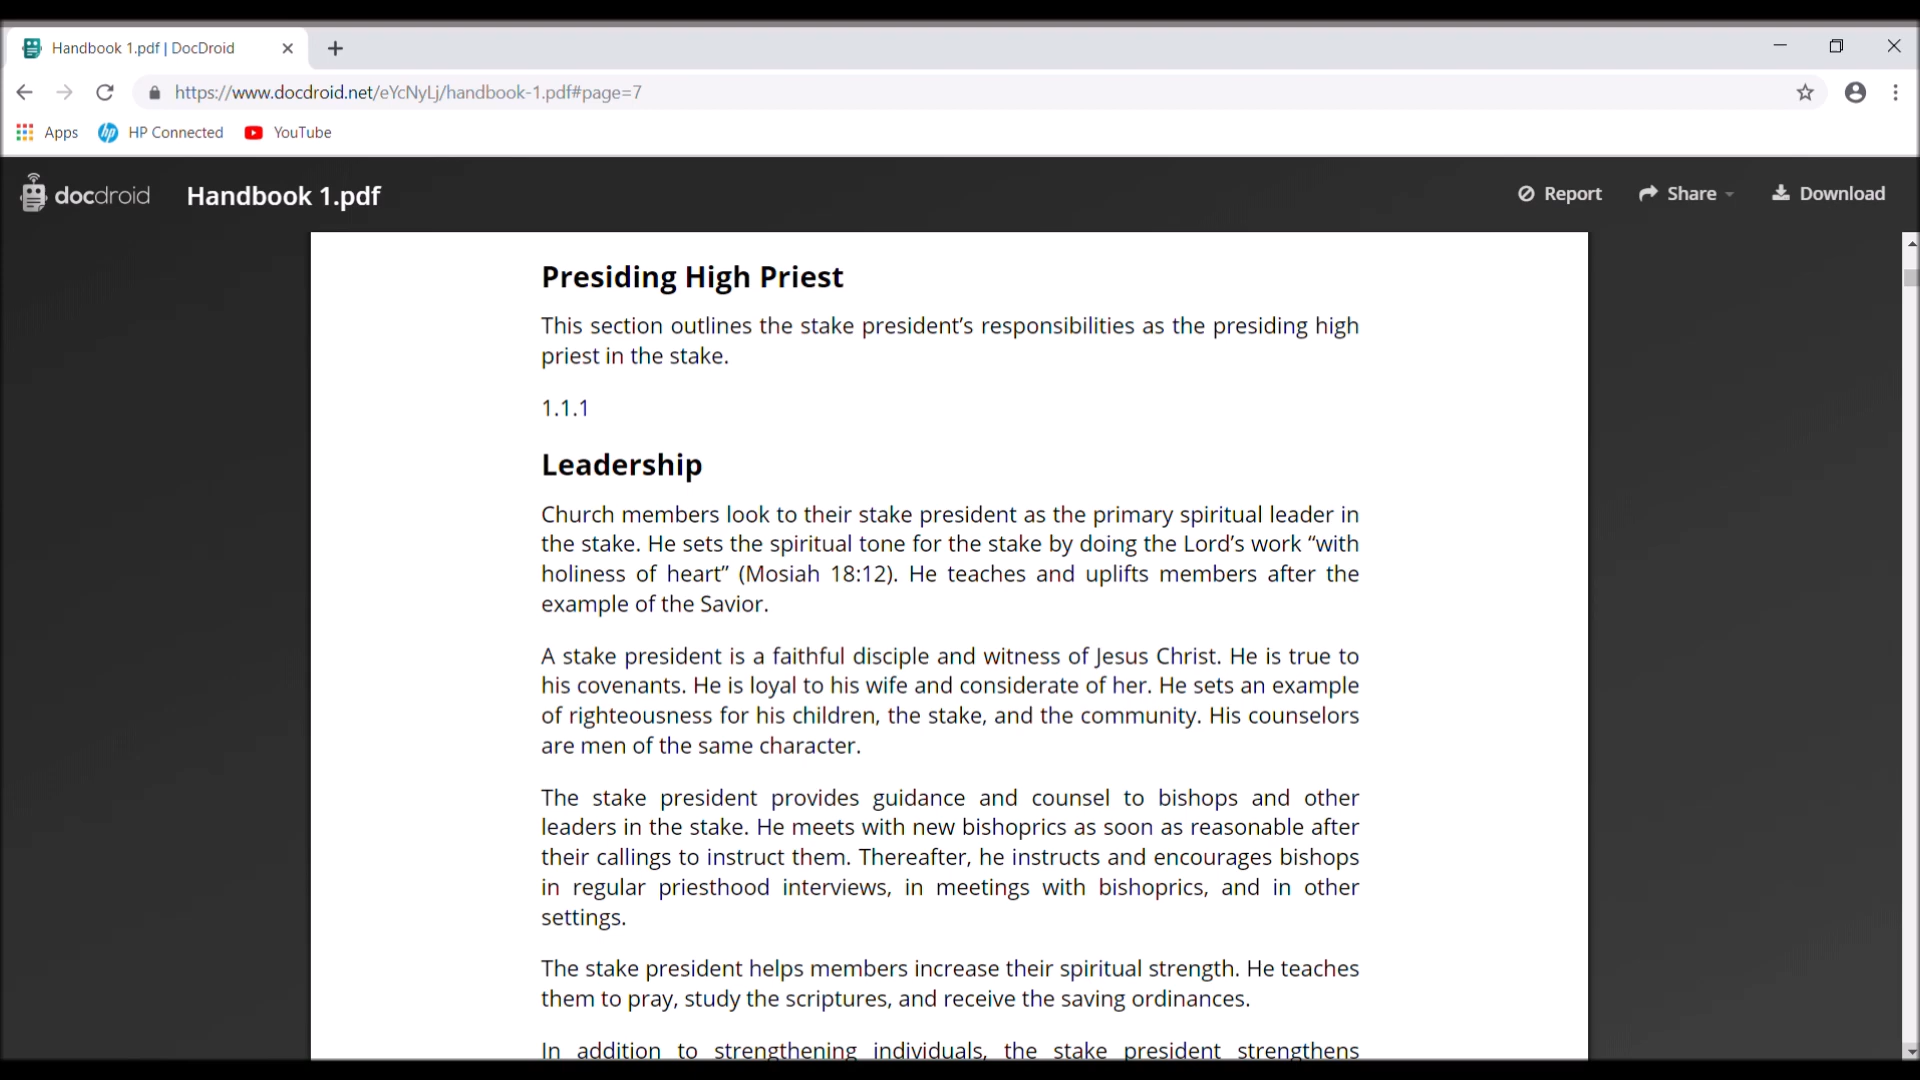 Handbook 1.pdf | DocDroid
https://www.docdroid.net/eYcNyLj/handbook-1.pdf#page=7
Apps HP Connected YouTube
docdroid Handbook 1.pdf Report Share Download
Presiding High Priest
This section outlines the stake president’s responsibilities as the presiding high
priest in the stake.
1.1.1
Leadership
Church members look to their stake president as the primary spiritual leader in
the stake. He sets the spiritual tone for the stake by doing the Lord’s work “with
holiness of heart” (Mosiah 18:12). He teaches and uplifts members after the
example of the Savior.
A stake president is a faithful disciple and witness of Jesus Christ. He is true to
his covenants. He is loyal to his wife and considerate of her. He sets an example
of righteousness for his children, the stake, and the community. His counselors
are men of the same character.
The stake president provides guidance and counsel to bishops and other
leaders in the stake. He meets with new bishoprics as soon as reasonable after
their callings to instruct them. Thereafter, he instructs and encourages bishops
in regular priesthood interviews, in meetings with bishoprics, and in other
settings.
The stake president helps members increase their spiritual strength. He teaches
them to pray, study the scriptures, and receive the saving ordinances.
In addition to strengthening individuals, the stake president strengthens